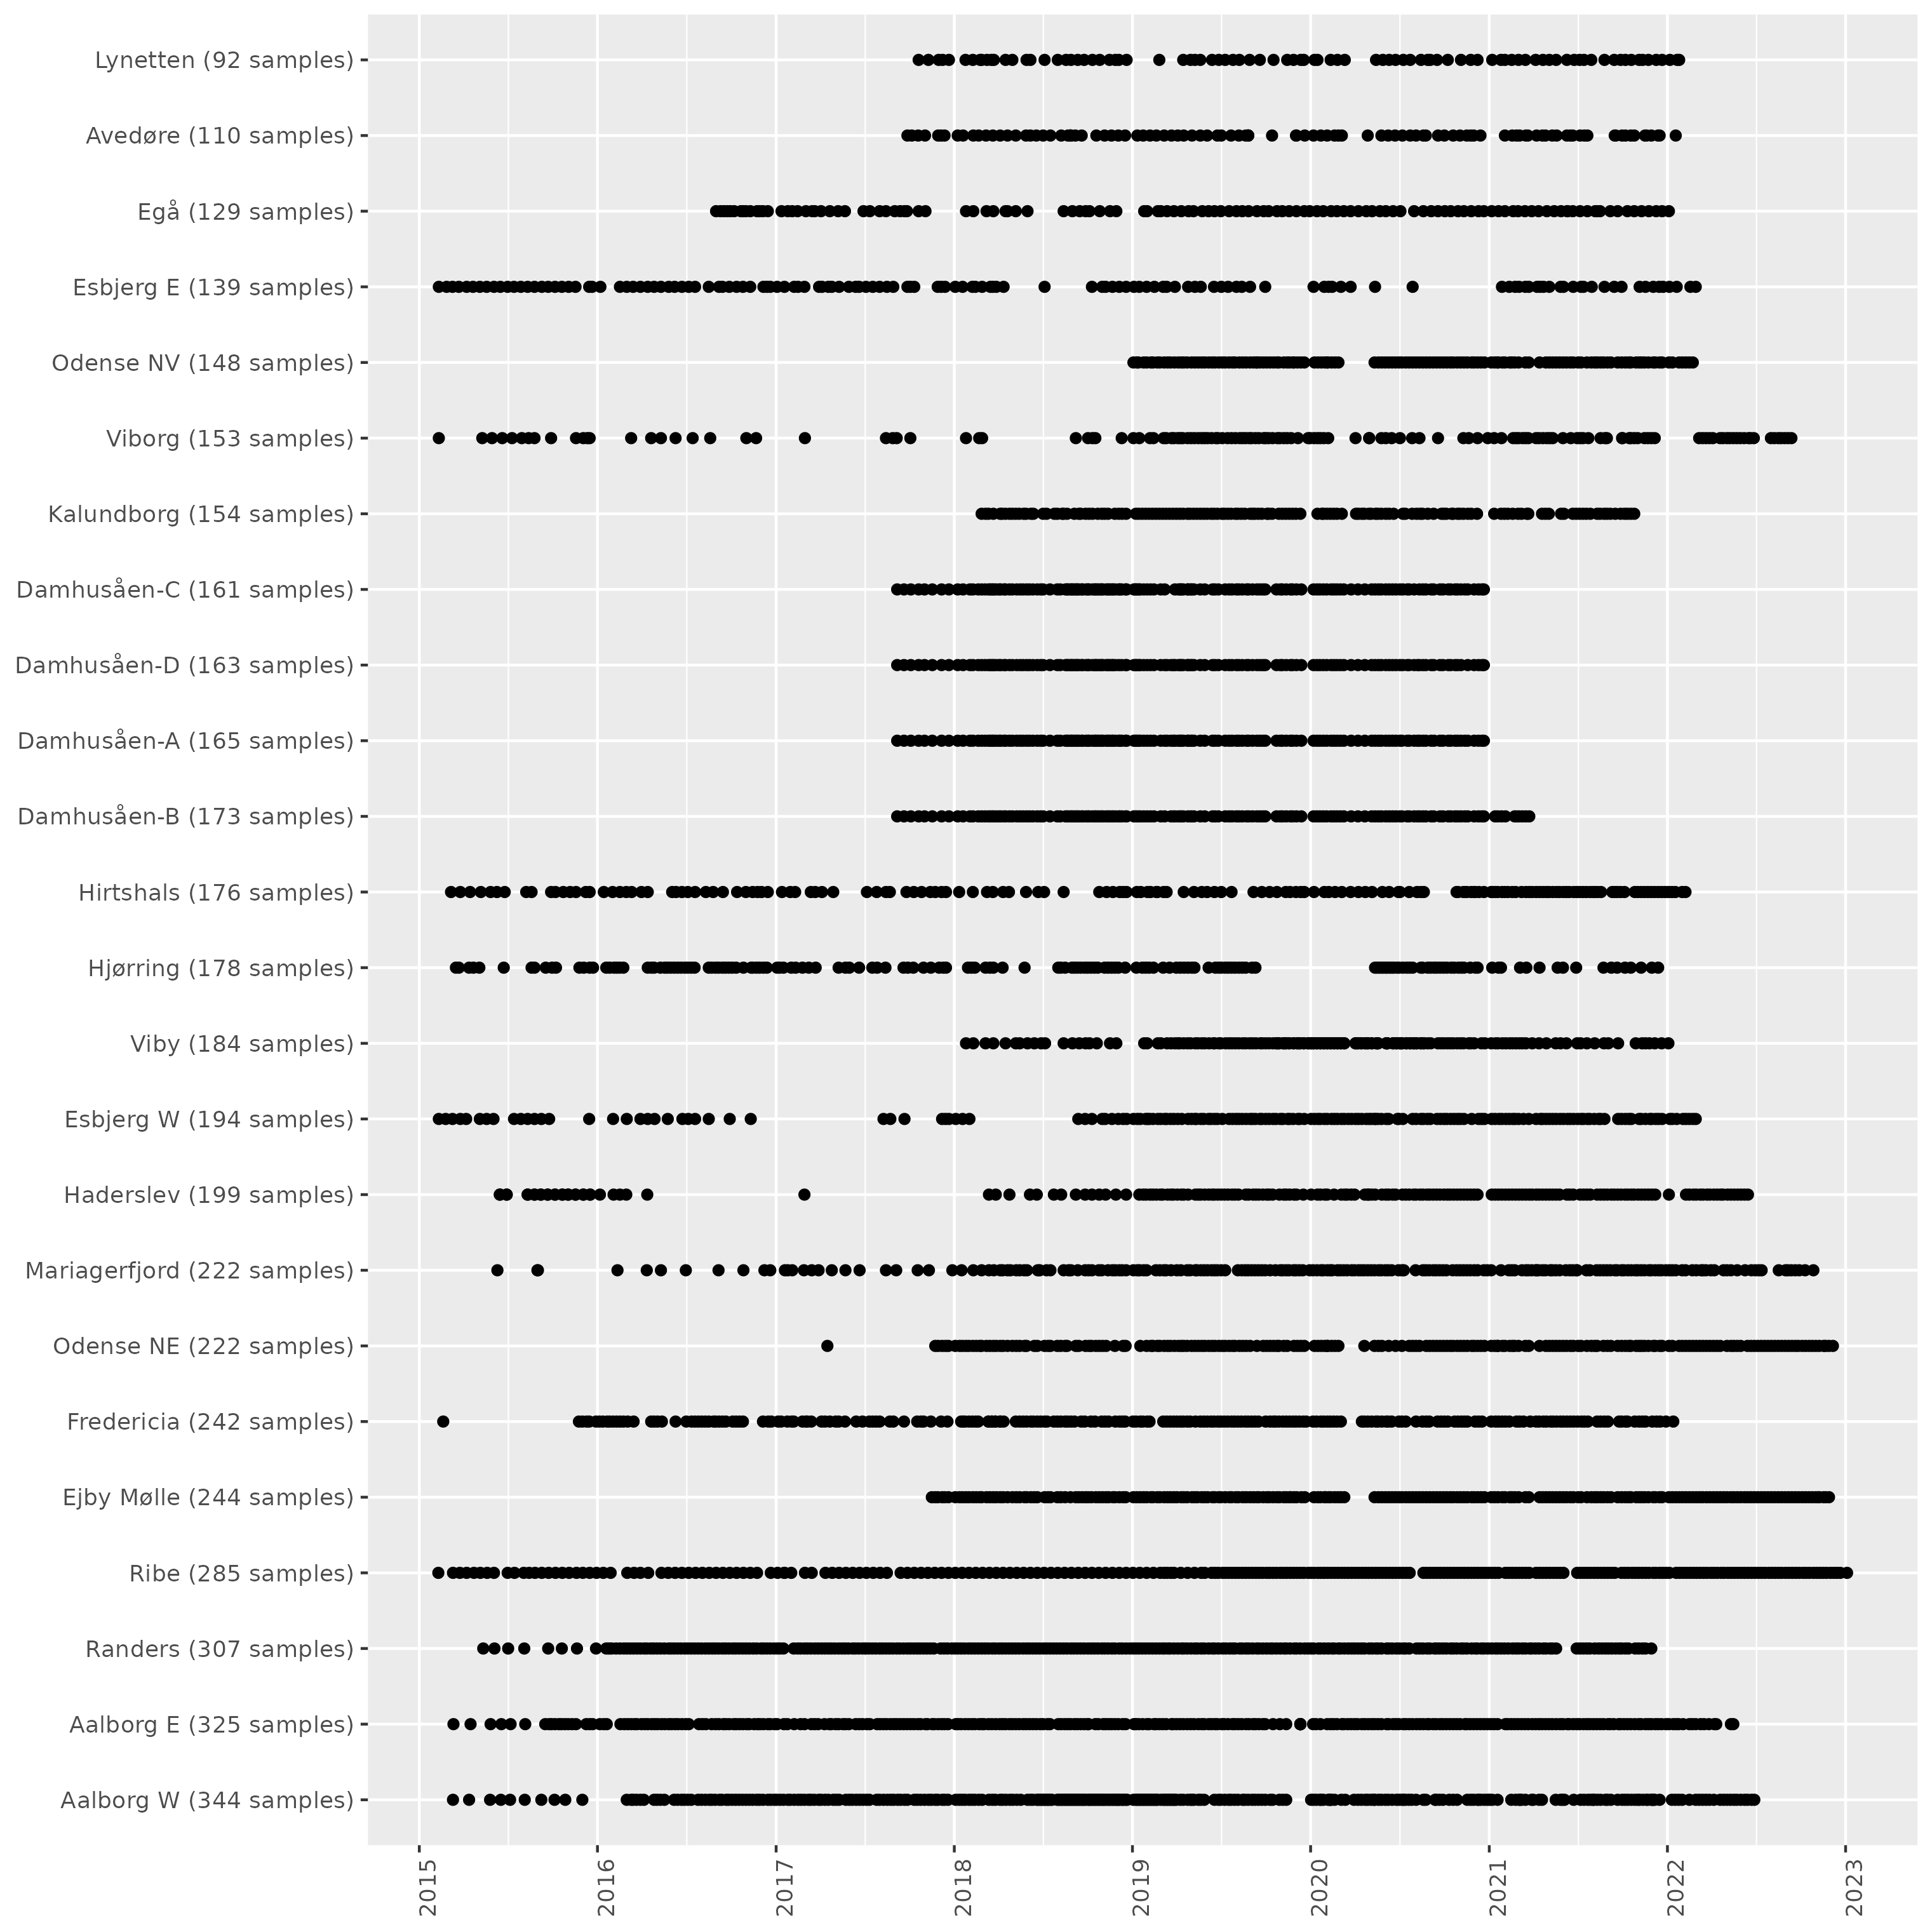 Lynetten (92 samples)
Avedøre (110 samples)
Egå (129 samples)
Esbjerg E (139 samples)
Odense NV (148 samples)
Viborg (153 samples)
Kalundborg (154 samples)
Damhusåen-C (161 samples)
Damhusåen-D (163 samples)
Damhusåen-A (165 samples)
Damhusåen-B (173 samples)
Hirtshals (176 samples)
Hjørring (178 samples)
Viby (184 samples)
Esbjerg W (194 samples)
Haderslev (199 samples)
Mariagerfjord (222 samples)
Odense NE (222 samples)
Fredericia (242 samples)
Ejby Mølle (244 samples)
Ribe (285 samples)
Randers (307 samples)
Aalborg E (325 samples)
Aalborg W (344 samples)
2015
2016
2017
2018
2019
2020
2021
2022
2023